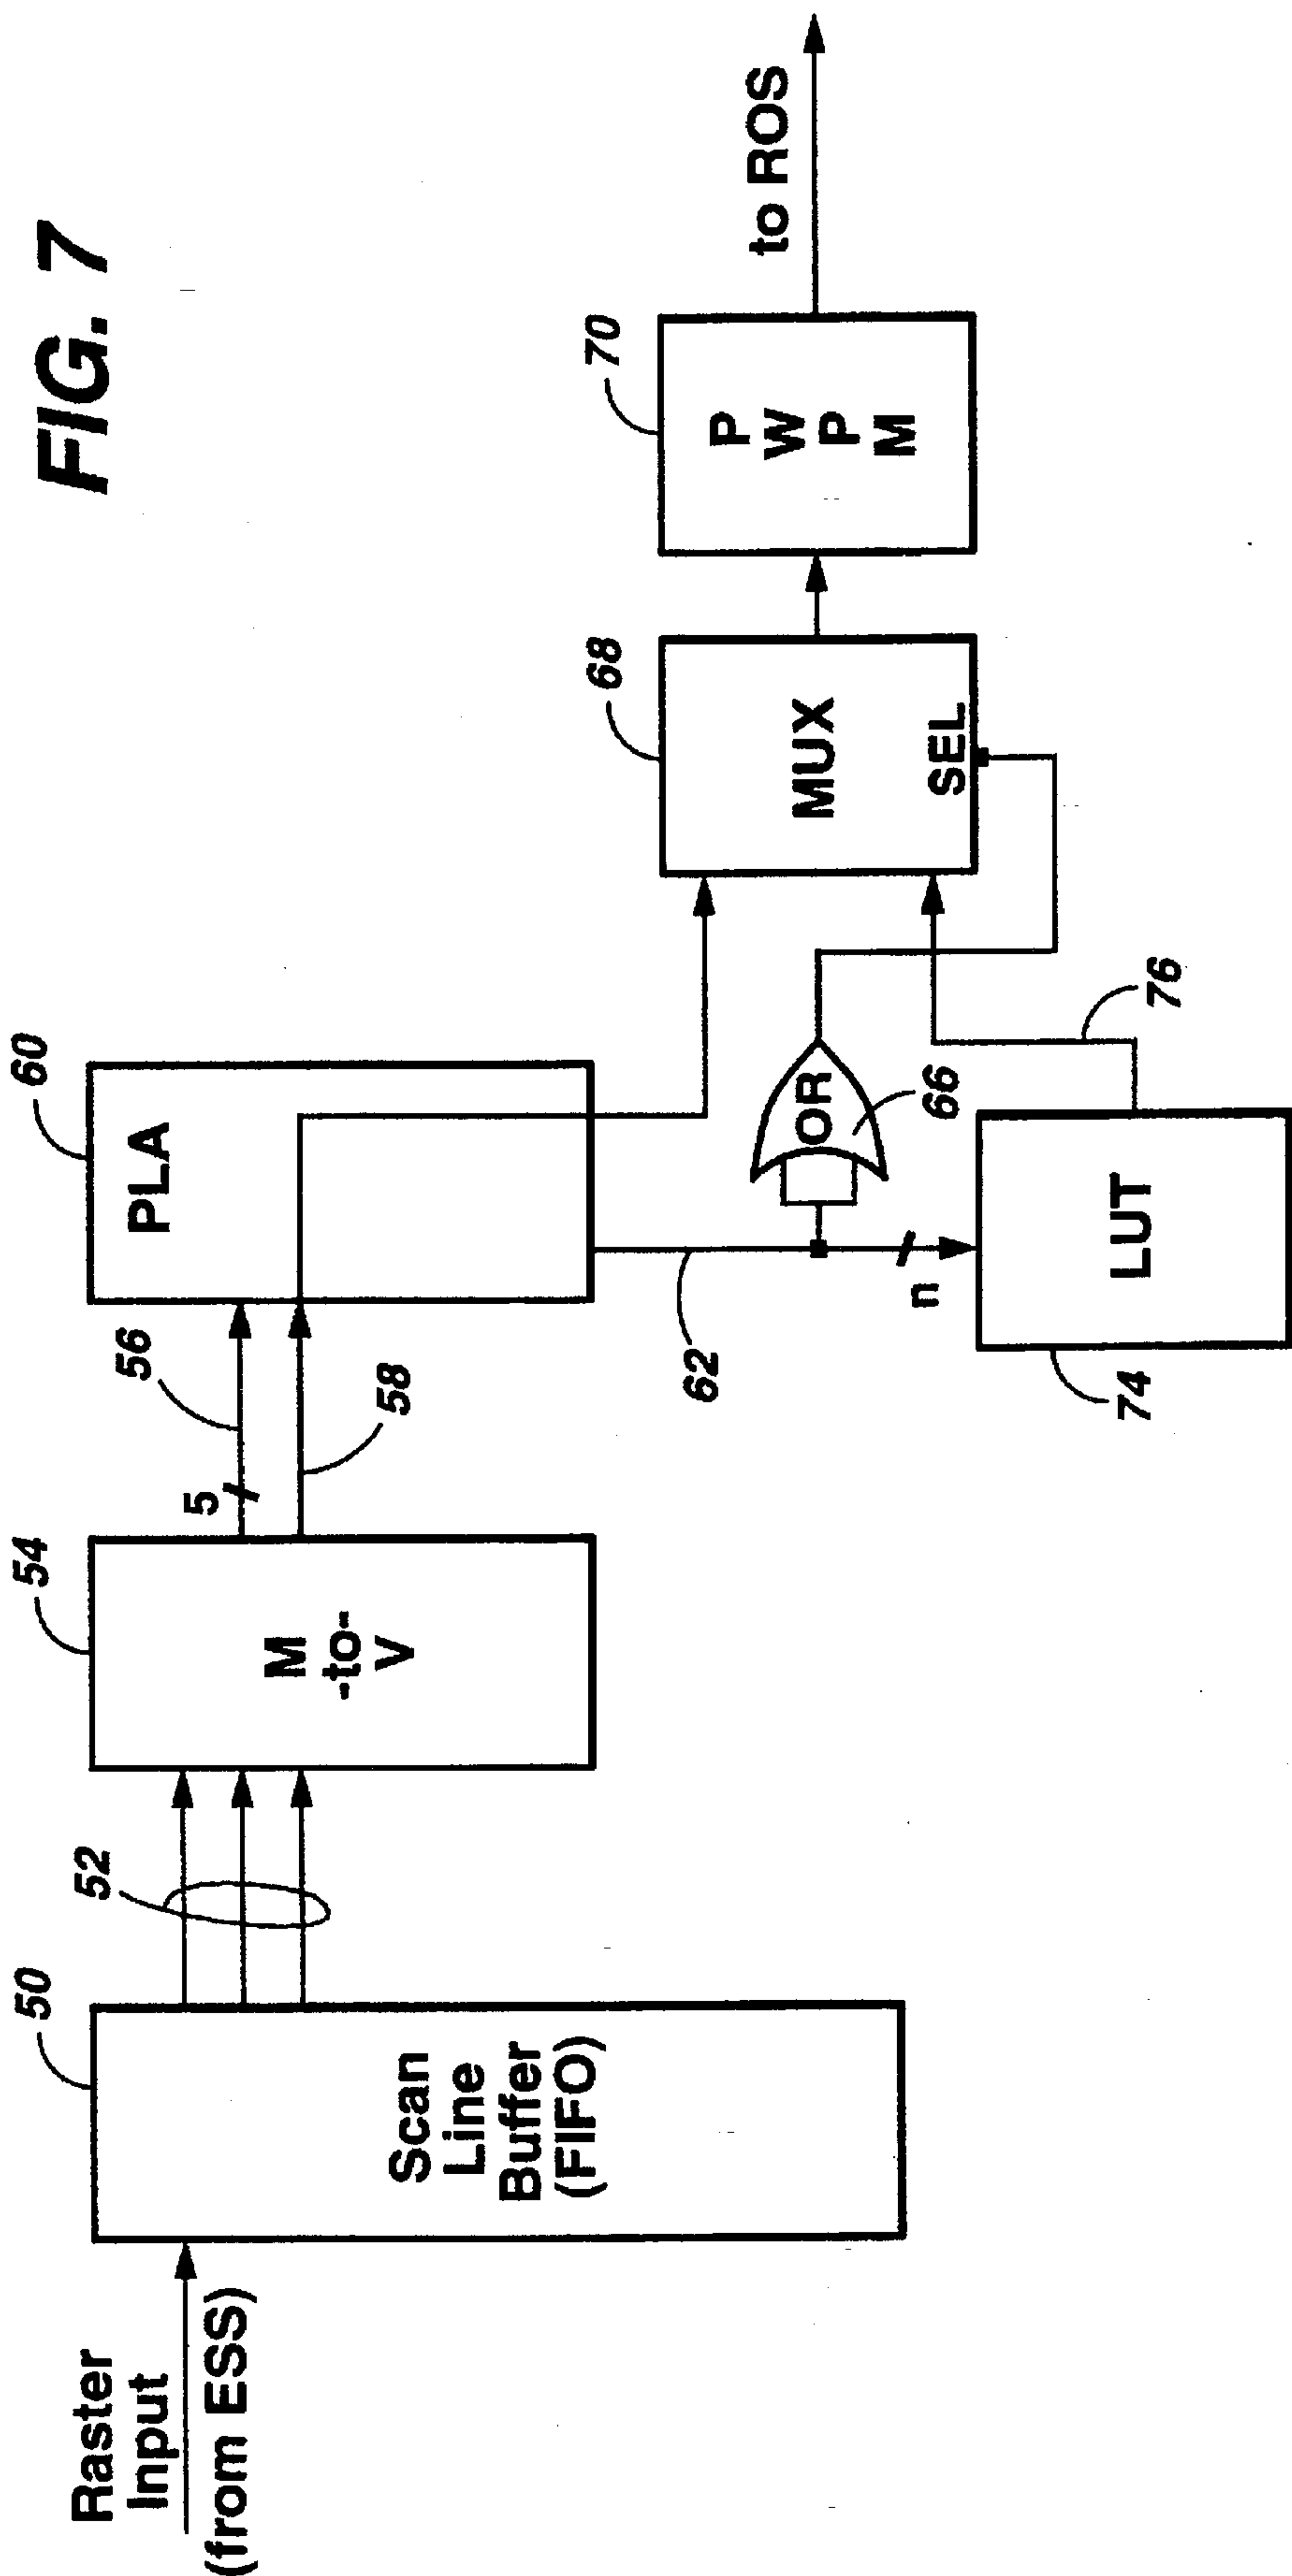 FIG. 7
Raster
Input
(from ESS)
50
Scan
Line
Buffer
(FIFO)
52
54
M
-to-
V
5
56
58
60
PLA
62
n
66
OR
74
LUT
76
68
MUX
SEL
70
P
W
P
M
to ROS